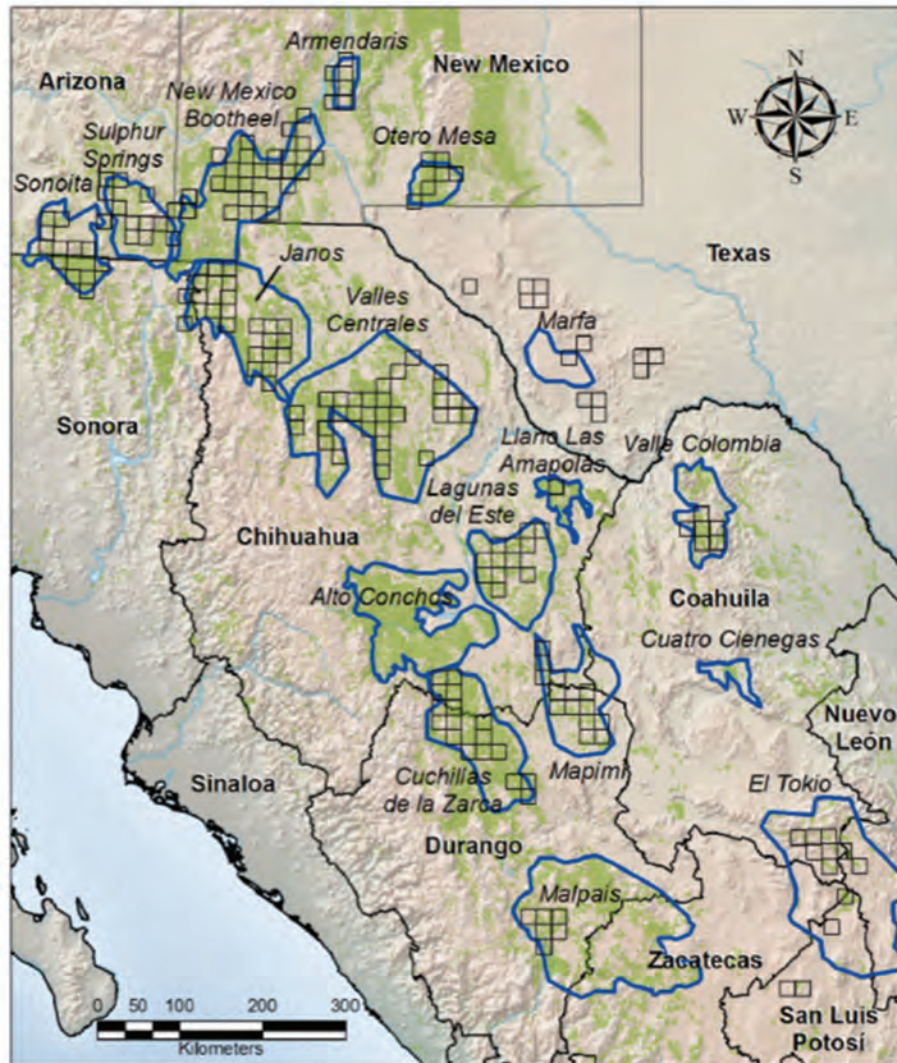 Armendaris
Arizona
New Mexico
New Mexico
Bootheel
Sulphur
Springs
Otero Mesa
Sonoita
N
W
E
S
Janos
Texas
Valles
Centrales
Marfa
Sonora
Llano Las
Amapolas
Valle Colombia
Lagunas
del Este
Chihuahua
Alto Conchos
Coahuila
Cuatro Cienegas
Nuevo
León
Sinaloa
Mapimi
Cuchillas
de la Zarca
El Tokio
Durango
Malpais
Zacatecas
San Luis
Potosí
0 50 100 200 300
Kilometers